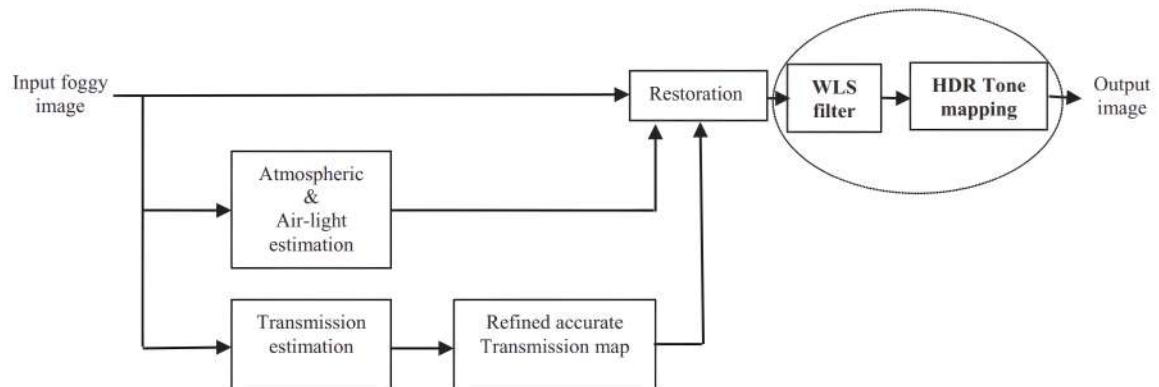 Input foggy
image
Restoration
WLS
filter
HDR Tone
mapping
Output
image
Atmospheric
&
Air-light
estimation
Transmission
estimation
Refined accurate
Transmission map